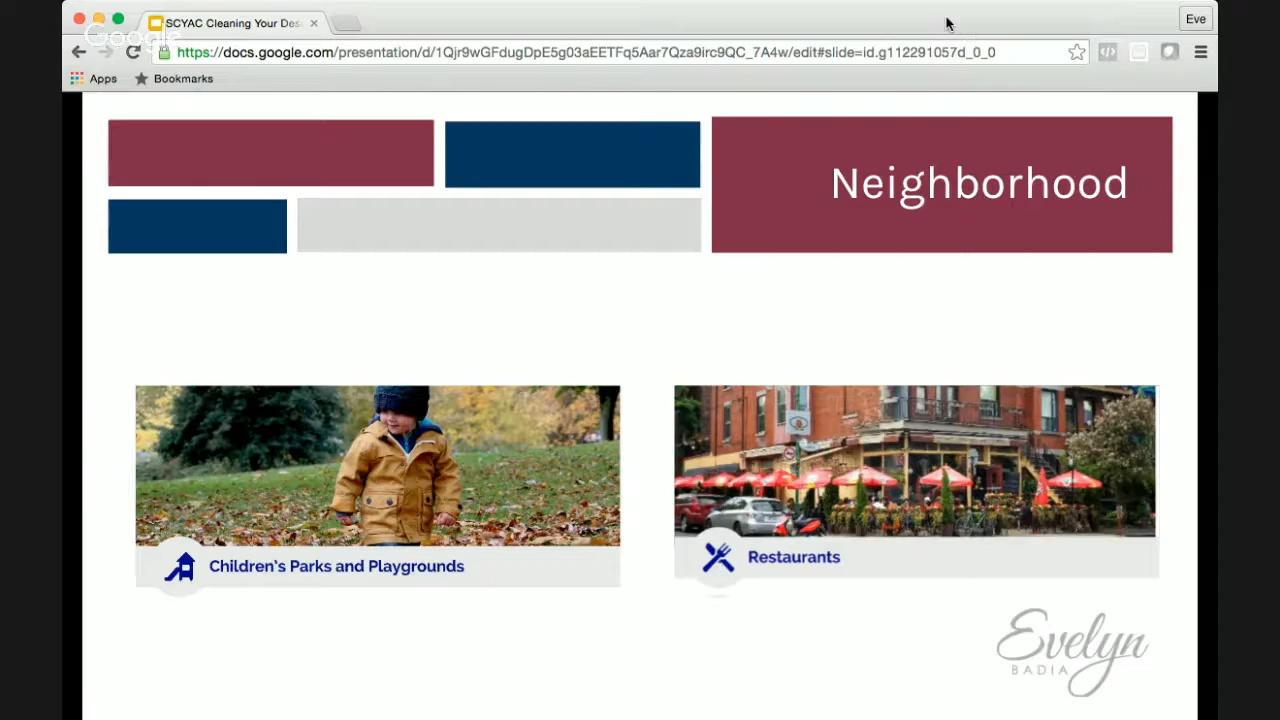 SCYAC Cleaning Your Des
Eve
Google
https://docs.google.com/presentation/d/1Qjr9wGFdugDpE5g03aEETFq5Aar7Qza9irc9QC_7A4w/edit#slide=id.g112291057d_0_0
Apps
Bookmarks
Neighborhood
Children's Parks and Playgrounds
Restaurants
Evelyn
BADIA